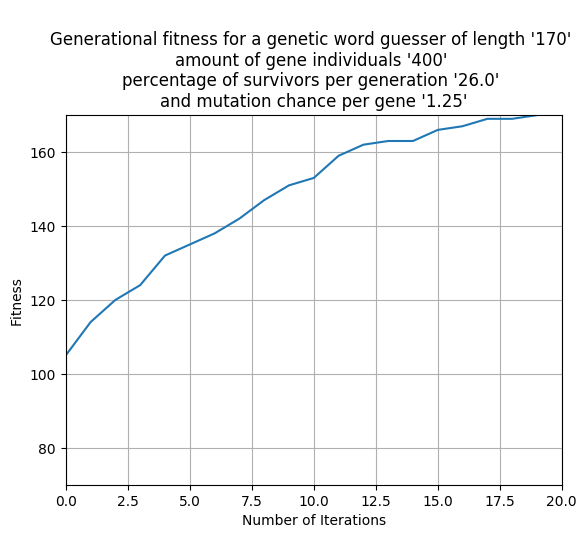 Generational fitness for a genetic word guesser of length '170'
amount of gene individuals '400'
percentage of survivors per generation '26.0'
and mutation chance per gene '1.25'
160
140
120
100
80
Fitness
0.0 2.5 5.0 7.5 10.0 12.5 15.0 17.5 20.0
Number of Iterations